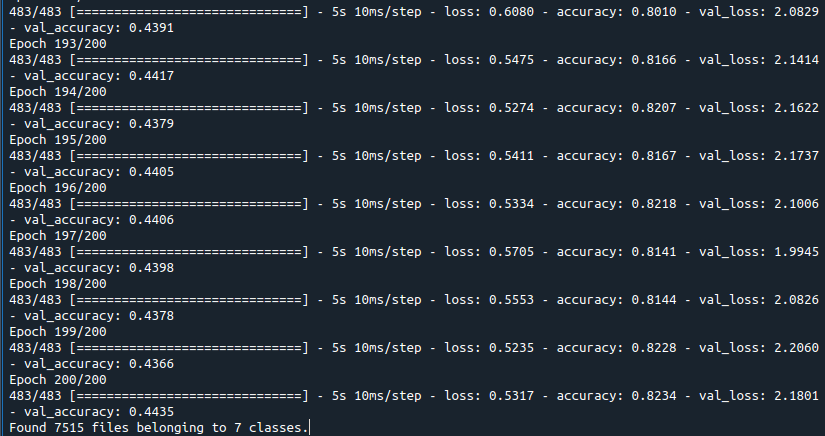 483/483 [==============================] - 5s 10ms/step - loss: 0.6080 - accuracy: 0.8010 - val_loss: 2.0829
- val_accuracy: 0.4391
Epoch 193/200
483/483 [==============================] - 5s 10ms/step - loss: 0.5475 - accuracy: 0.8166 - val_loss: 2.1414
- val_accuracy: 0.4417
Epoch 194/200
483/483 [==============================] - 5s 10ms/step - loss: 0.5274 - accuracy: 0.8207 - val_loss: 2.1622
- val_accuracy: 0.4379
Epoch 195/200
483/483 [==============================] - 5s 10ms/step - loss: 0.5411 - accuracy: 0.8167 - val_loss: 2.1737
- val_accuracy: 0.4405
Epoch 196/200
483/483 [==============================] - 5s 10ms/step - loss: 0.5334 - accuracy: 0.8218 - val_loss: 2.1006
- val_accuracy: 0.4406
Epoch 197/200
483/483 [==============================] - 5s 10ms/step - loss: 0.5705 - accuracy: 0.8141 - val_loss: 1.9945
- val_accuracy: 0.4398
Epoch 198/200
483/483 [==============================] - 5s 10ms/step - loss: 0.5553 - accuracy: 0.8144 - val_loss: 2.0826
- val_accuracy: 0.4378
Epoch 199/200
483/483 [==============================] - 5s 10ms/step - loss: 0.5235 - accuracy: 0.8228 - val_loss: 2.2060
- val_accuracy: 0.4366
Epoch 200/200
483/483 [==============================] - 5s 10ms/step - loss: 0.5317 - accuracy: 0.8234 - val_loss: 2.1801
- val_accuracy: 0.4435
Found 7515 files belonging to 7 classes.